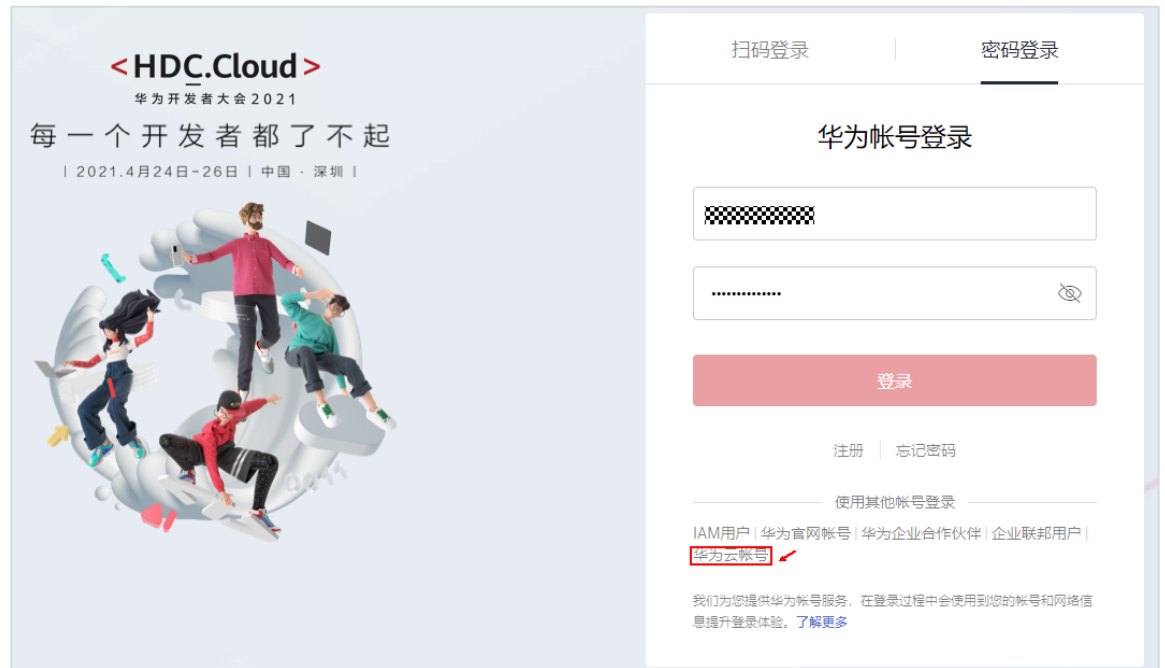 <HDC.Cloud>
华为开发者大会2021
每一个开发者都了不起
| 2021.4月24日-26日 | 中国 · 深圳 |
扫码登录 | 密码登录
华为帐号登录
··············
登录
注册 | 忘记密码
使用其他帐号登录
IAM用户 | 华为官网帐号 | 华为企业合作伙伴 | 企业联邦用户 |
华为云帐号
我们为您提供华为帐号服务，在登录过程中会使用到您的帐号和网络信
息提升登录体验。了解更多